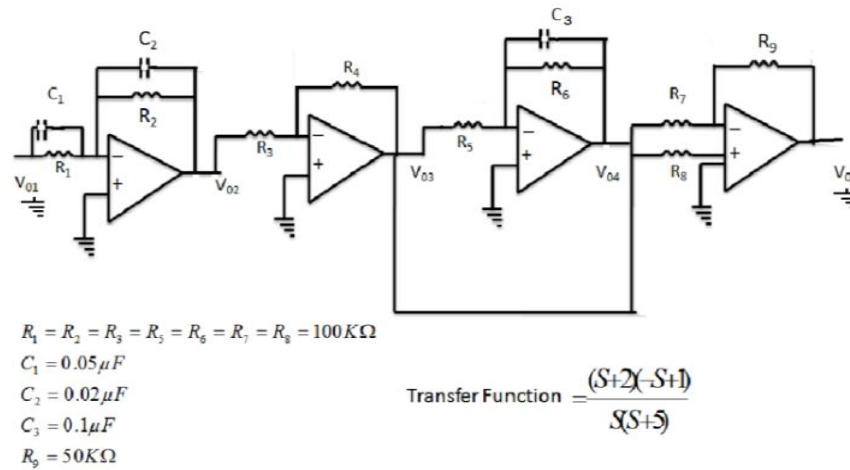 C₃
C₂
R₉
R₄
C₁
R₆
R₇
R₂
R₁
R₃
R₅
R₈
V₀₁
V₀₂
V₀₃
V₀₄
V₀
− + − + − + − +
R₁ = R₂ = R₃ = R₅ = R₆ = R₇ = R₈ = 100KΩ
C₁ = 0.05μF
C₂ = 0.02μF
C₃ = 0.1μF
R₉ = 50KΩ
Transfer Function = (S+2)(-S+1)
S(S+5)